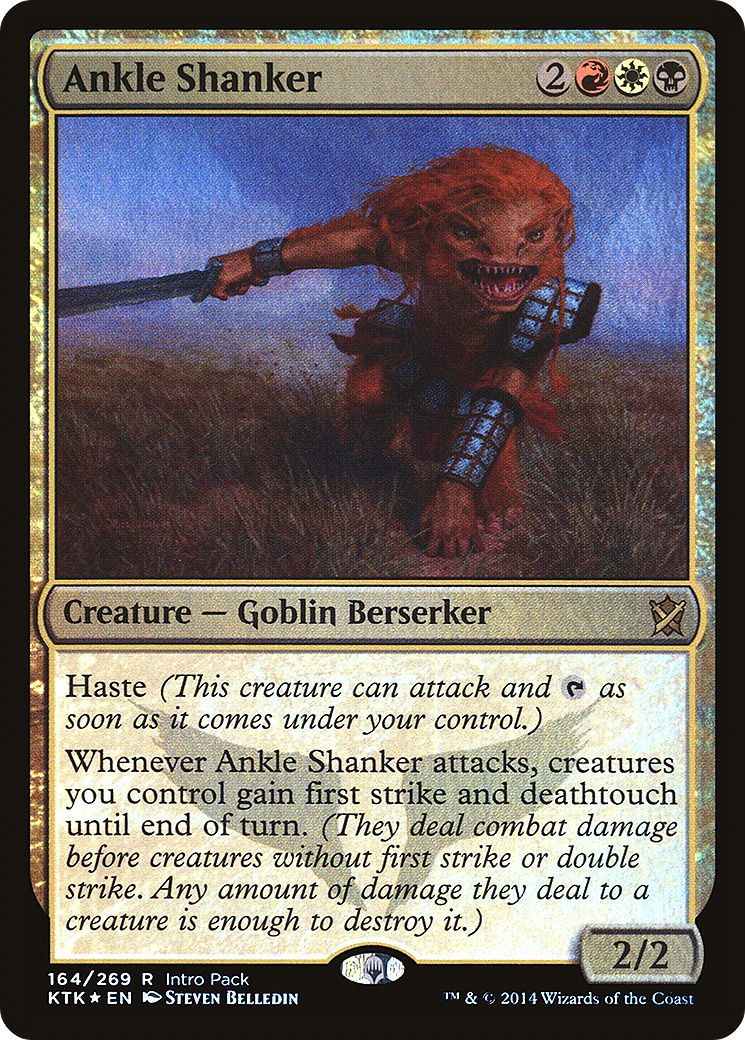 Ankle Shanker 2
Creature — Goblin Berserker
Haste (This creature can attack and as
soon as it comes under your control.)
Whenever Ankle Shanker attacks, creatures
you control gain first strike and deathtouch
until end of turn. (They deal combat damage
before creatures without first strike or double
strike. Any amount of damage they deal to a
creature is enough to destroy it.)
2/2
164/269 R Intro Pack
KTK ★ EN Steven Belledin
™ & © 2014 Wizards of the Coast